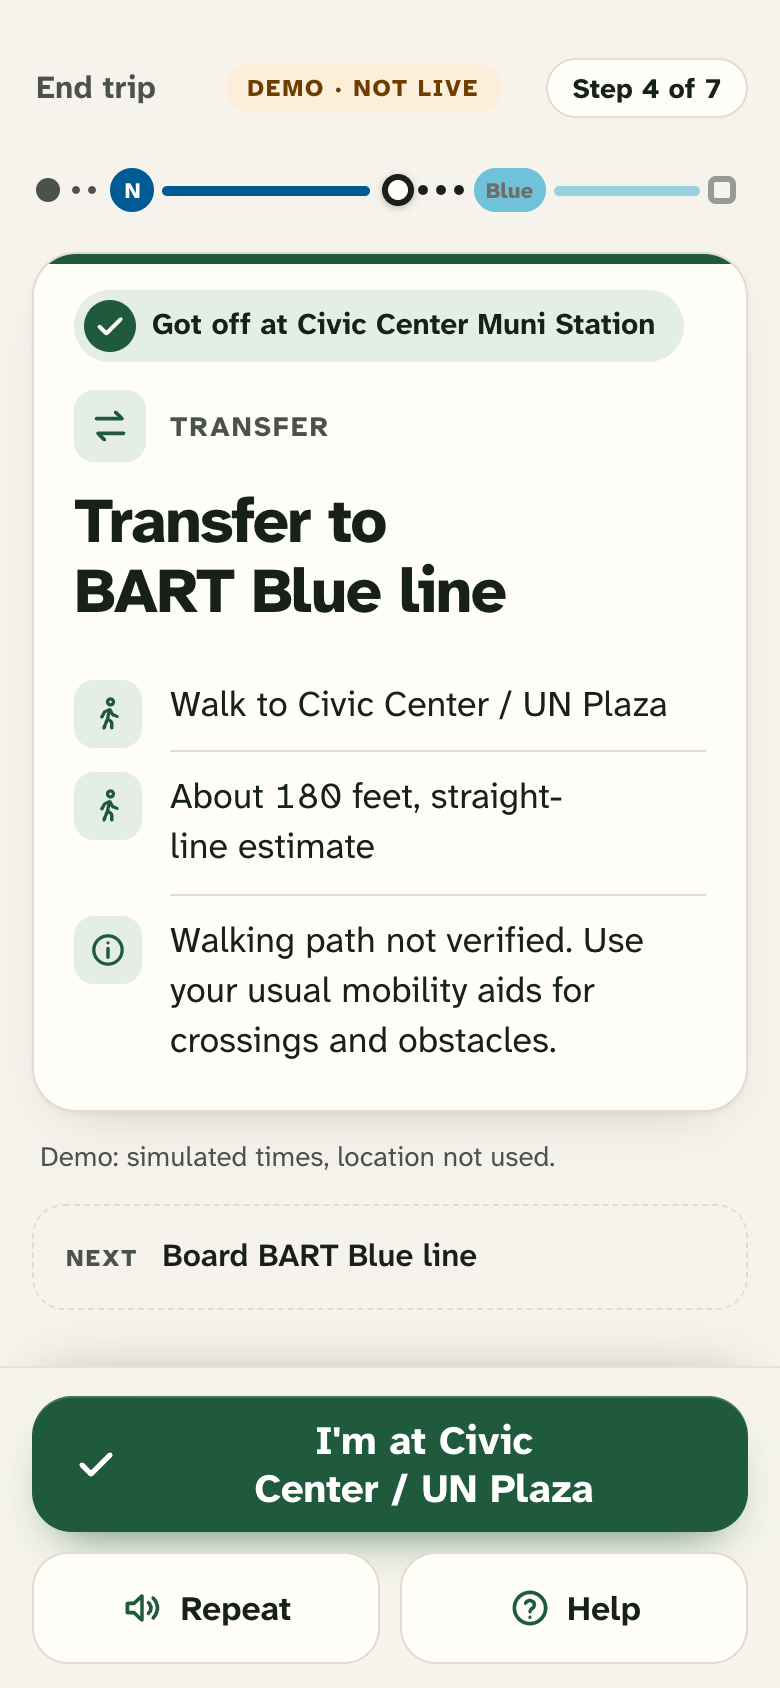 End trip
DEMO · NOT LIVE
Step 4 of 7
N
Blue
Got off at Civic Center Muni Station
TRANSFER
Transfer to
BART Blue line
Walk to Civic Center / UN Plaza
About 180 feet, straight-
line estimate
Walking path not verified. Use
your usual mobility aids for
crossings and obstacles.
Demo: simulated times, location not used.
NEXT Board BART Blue line
I'm at Civic
Center / UN Plaza
Repeat
Help